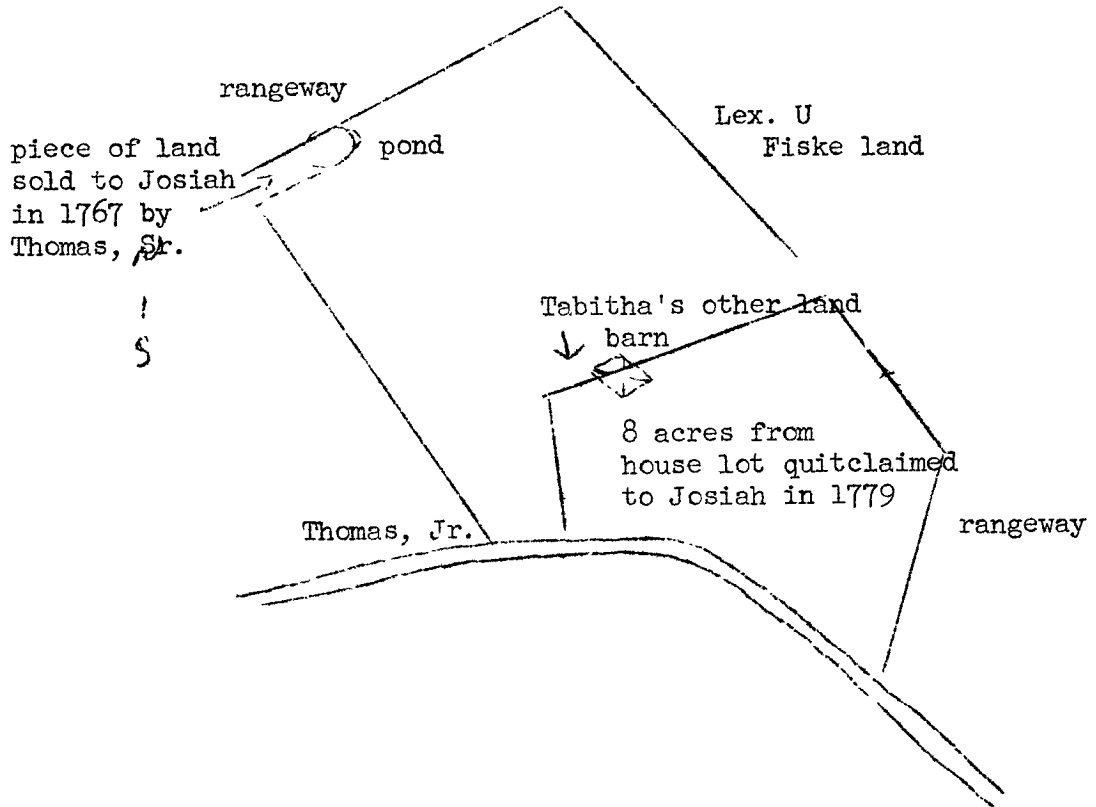 rangeway
Lex. U
Fiske land
pond
piece of land
sold to Josiah
in 1767 by
Thomas, Sr.
N
S
Tabitha's other land
barn
8 acres from
house lot quitclaimed
to Josiah in 1779
Thomas, Jr.
rangeway